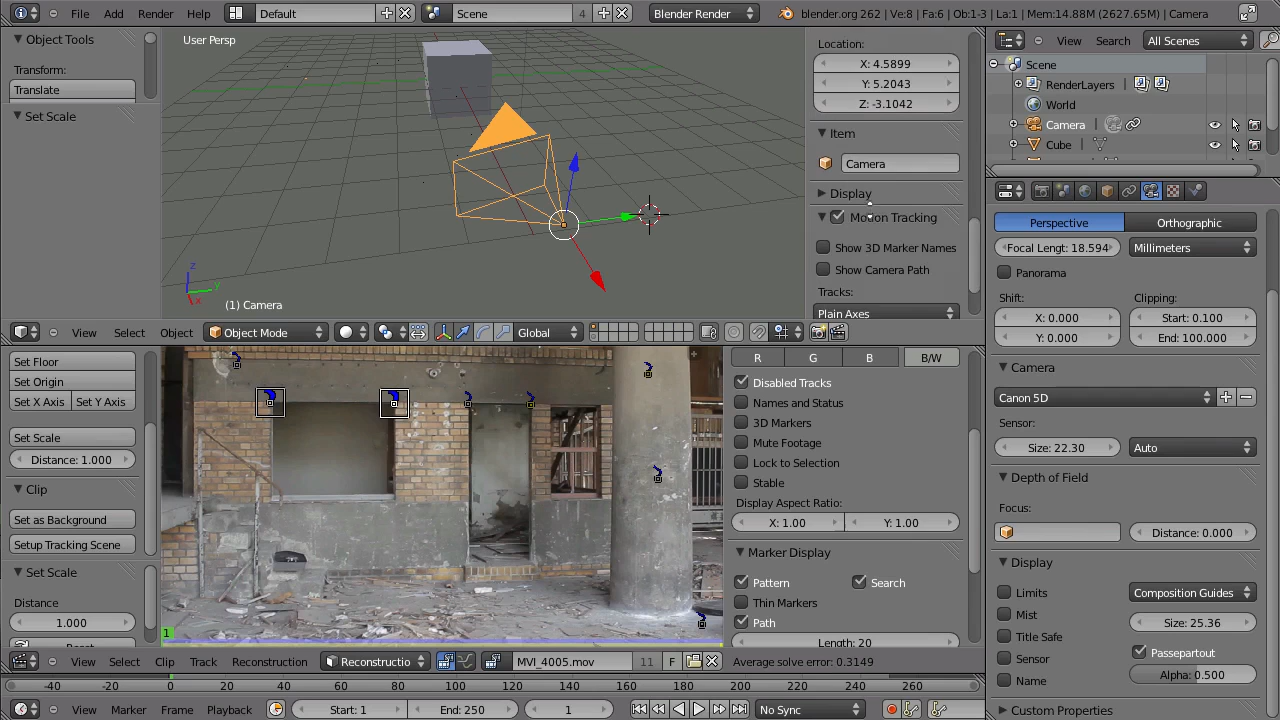 File Add Render Help Default Scene 4 Blender Render blender.org 262 | Ve:8 | Fa:6 | Ob:1-3 | La:1 | Mem:14.88M (2627.65M) | Camera
Object Tools
Transform:
Translate
Set Scale
User Persp
z
y
x
(1) Camera
Location:
X: 4.5899
Y: 5.2043
Z: -3.1042
Item
Camera
Display
Motion Tracking
Show 3D Marker Names
Show Camera Path
Tracks:
Plain Axes
View Select Object Object Mode Global
View Search All Scenes
Scene
RenderLayers
World
Camera
Cube
Perspective Orthographic
Focal Lengt: 18.594 Millimeters
Panorama
Shift: Clipping:
X: 0.000 Start: 0.100
Y: 0.000 End: 100.000
Camera
Canon 5D
Sensor:
Size: 22.30 Auto
Depth of Field
Focus:
Distance: 0.000
Display
Limits Composition Guides
Mist Size: 25.36
Title Safe
Sensor Passepartout
Name Alpha: 0.500
Custom Properties
Set Floor
Set Origin
Set X Axis Set Y Axis
Set Scale
Distance: 1.000
Clip
Set as Background
Setup Tracking Scene
Set Scale
Distance
1.000
1
R G B B/W
Disabled Tracks
Names and Status
3D Markers
Mute Footage
Lock to Selection
Stable
Display Aspect Ratio:
X: 1.00 Y: 1.00
Marker Display
Pattern Search
Thin Markers
Path
Length: 20
View Select Clip Track Reconstruction Reconstructio MVI_4005.mov 11 F Average solve error: 0.3149
-40 -20 0 20 40 60 80 100 120 140 160 180 200 220 240 260
View Marker Frame Playback Start: 1 End: 250 1 No Sync